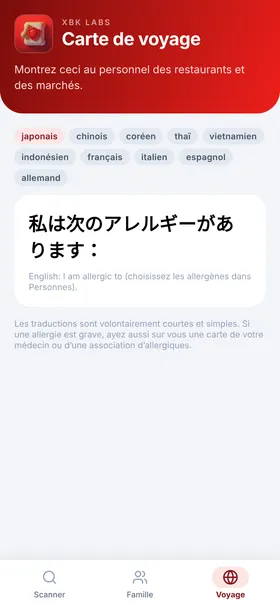 XBK LABS
Carte de voyage
Montrez ceci au personnel des restaurants et
des marchés.
japonais chinois coréen thaï vietnamien
indonésien français italien espagnol
allemand
私は次のアレルギーがあ
ります：
English: I am allergic to (choisissez les allergènes dans
Personnes).
Les traductions sont volontairement courtes et simples. Si
une allergie est grave, ayez aussi sur vous une carte de votre
médecin ou d'une association d'allergiques.
Scanner Famille Voyage